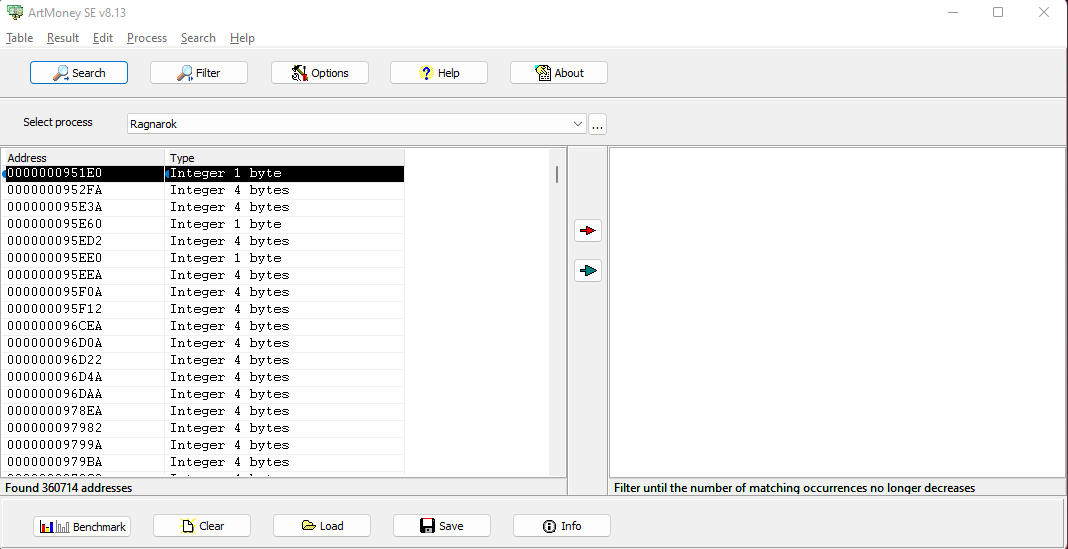 ArtMoney SE v8.13
Table Result Edit Process Search Help
Search Filter Options Help About
Select process Ragnarok ...
Address Type
0000000951E0 Integer 1 byte
0000000952FA Integer 4 bytes
000000095E3A Integer 4 bytes
000000095E60 Integer 1 byte
000000095ED2 Integer 4 bytes
000000095EE0 Integer 1 byte
000000095EEA Integer 4 bytes
000000095F0A Integer 4 bytes
000000095F12 Integer 4 bytes
000000096CEA Integer 4 bytes
000000096D0A Integer 4 bytes
000000096D22 Integer 4 bytes
000000096D4A Integer 4 bytes
000000096DAA Integer 4 bytes
0000000978EA Integer 4 bytes
000000097982 Integer 4 bytes
00000009799A Integer 4 bytes
0000000979BA Integer 4 bytes
Found 360714 addresses Filter until the number of matching occurrences no longer decreases
Benchmark Clear Load Save Info